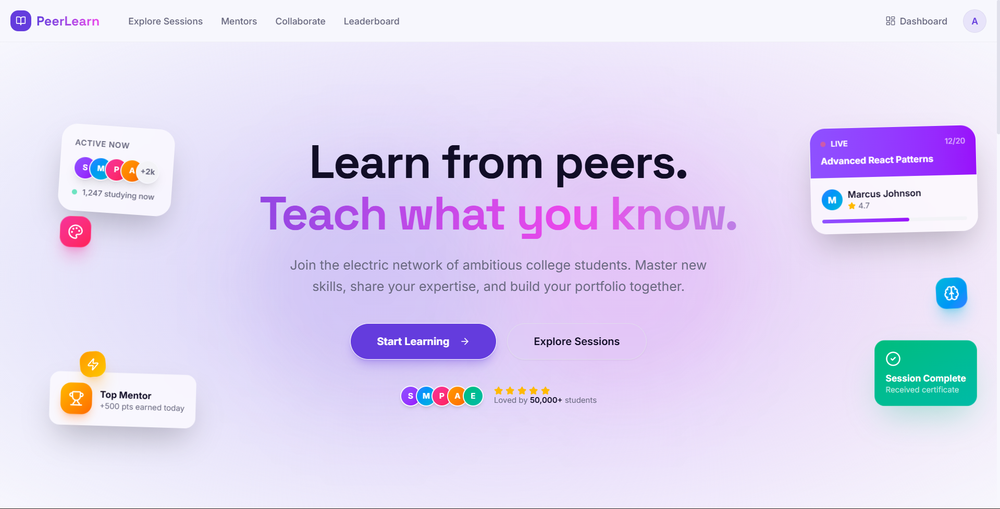 PeerLearn
Explore Sessions
Mentors
Collaborate
Leaderboard
Dashboard
A
ACTIVE NOW
S M P A +2k
1,247 studying now
Learn from peers.
Teach what you know.
Join the electric network of ambitious college students. Master new
skills, share your expertise, and build your portfolio together.
Start Learning
Explore Sessions
S M P A E
Loved by 50,000+ students
LIVE
12/20
Advanced React Patterns
M
Marcus Johnson
4.7
Top Mentor
+500 pts earned today
Session Complete
Received certificate